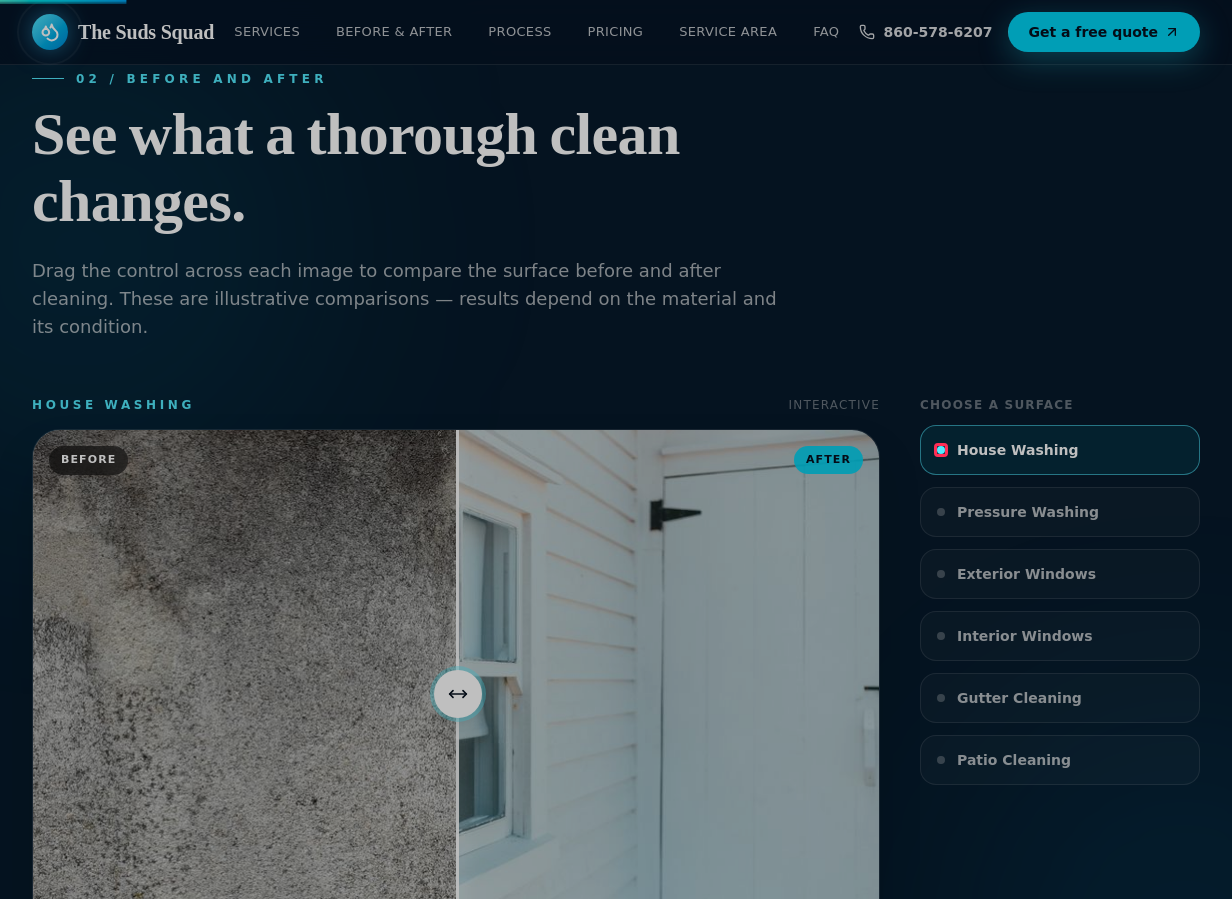 The Suds Squad
SERVICES
BEFORE & AFTER
PROCESS
PRICING
SERVICE AREA
FAQ
860-578-6207
Get a free quote
02 / BEFORE AND AFTER
See what a thorough clean
changes.
Drag the control across each image to compare the surface before and after
cleaning. These are illustrative comparisons — results depend on the material and
its condition.
HOUSE WASHING
INTERACTIVE
BEFORE
AFTER
CHOOSE A SURFACE
House Washing
Pressure Washing
Exterior Windows
Interior Windows
Gutter Cleaning
Patio Cleaning